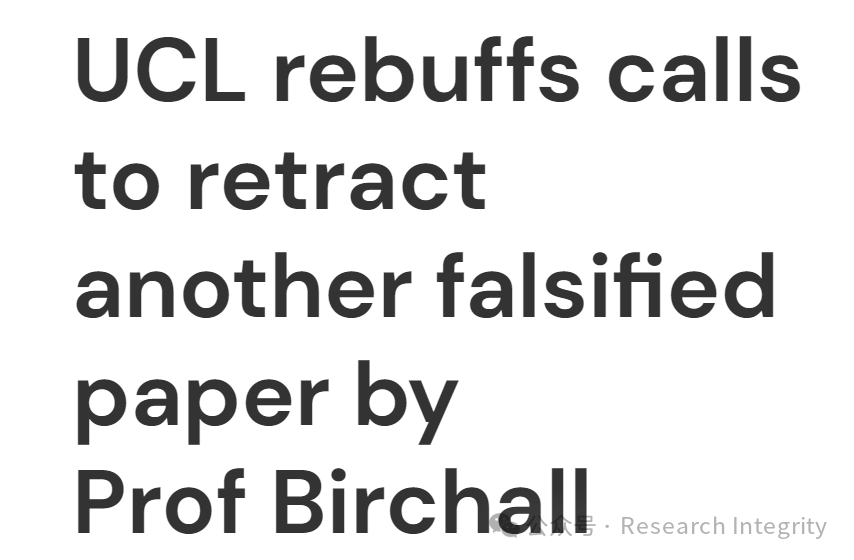 UCL rebuffs calls
to retract
another falsified
paper by
Prof Birchall
公众号 · Research Integrity